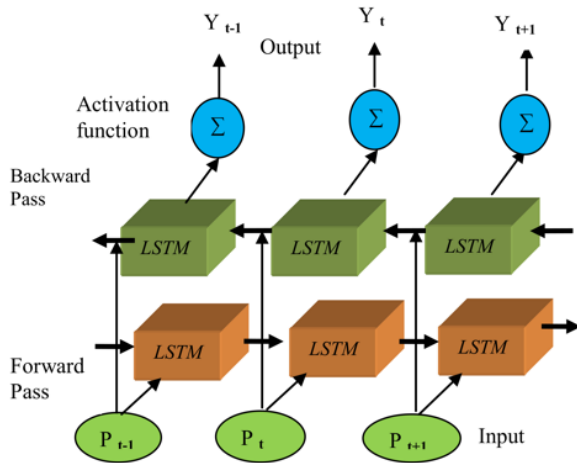 Y t-1
Y t
Y t+1
Output
Activation
function
Σ
Σ
Σ
Backward
Pass
LSTM
LSTM
LSTM
LSTM
LSTM
LSTM
Forward
Pass
P t-1
P t
P t+1
Input